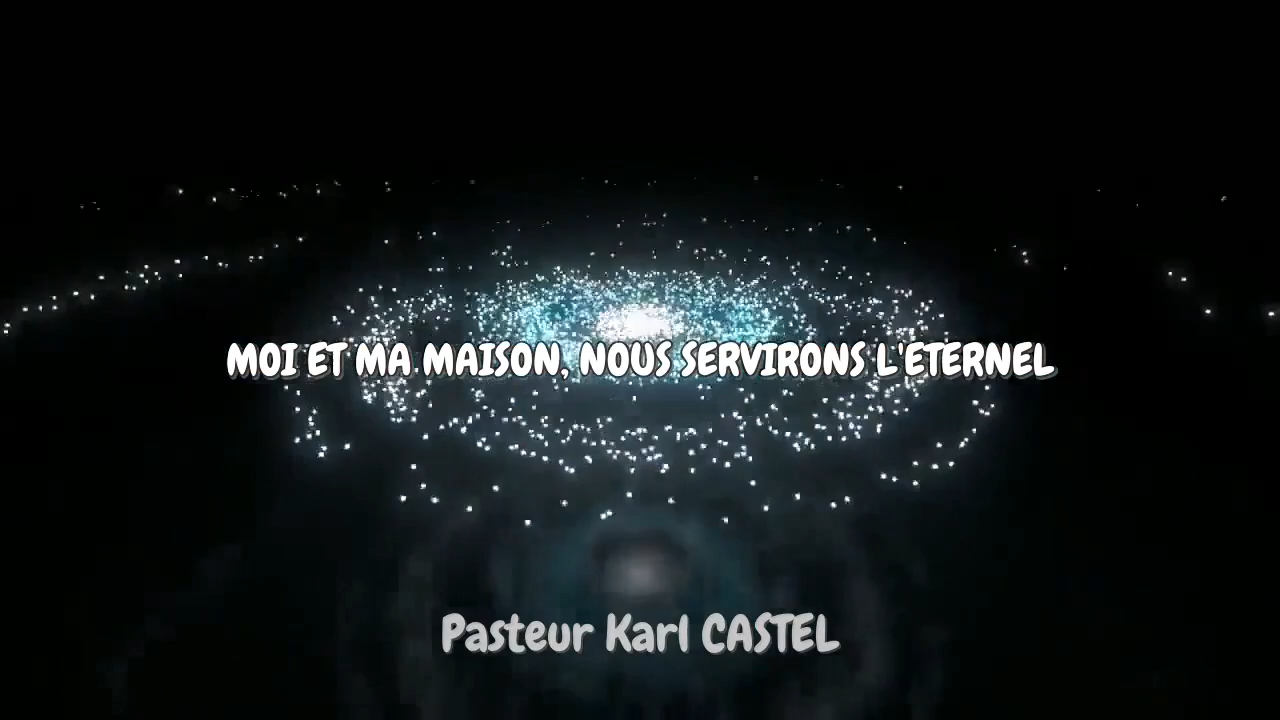 MOI ET MA MAISON, NOUS SERVIRONS L'ETERNEL
Pasteur Karl CASTEL